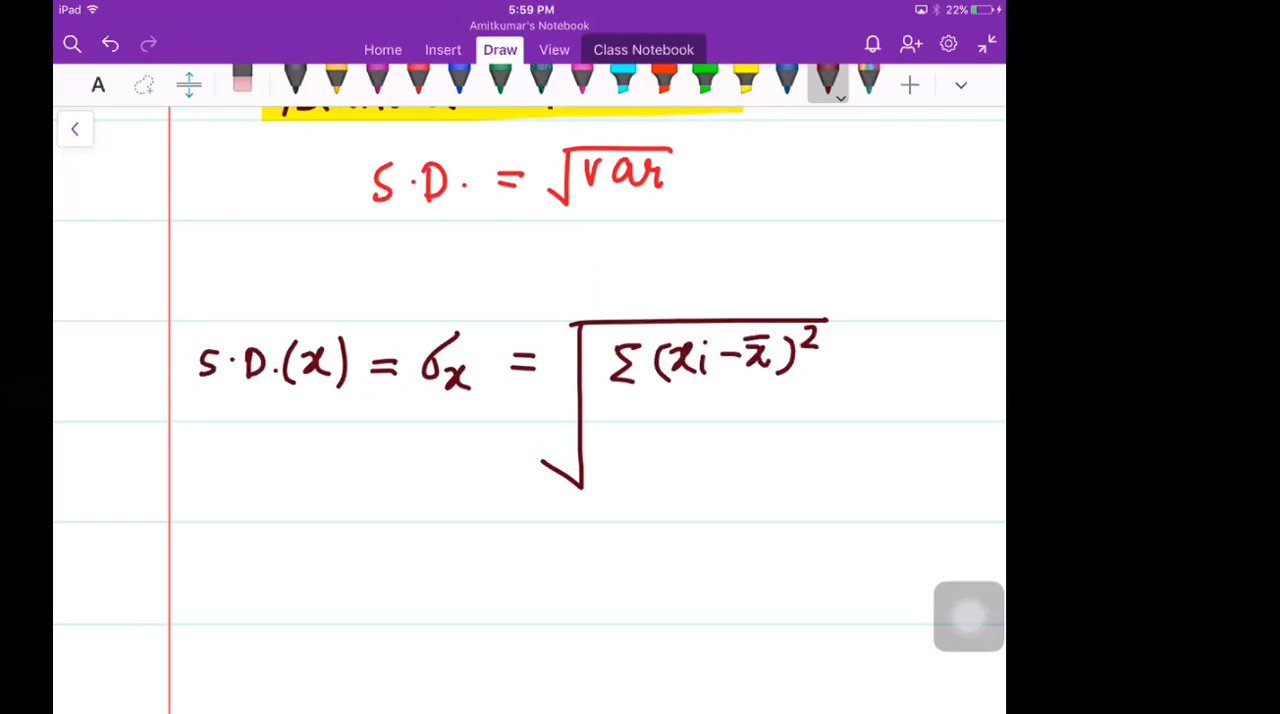 iPad 5:59 PM 22%
Amitkumar's Notebook
Home Insert Draw View Class Notebook
A
S.D. = √var
S.D.(x) = σx = √Σ(xi - x̄)²